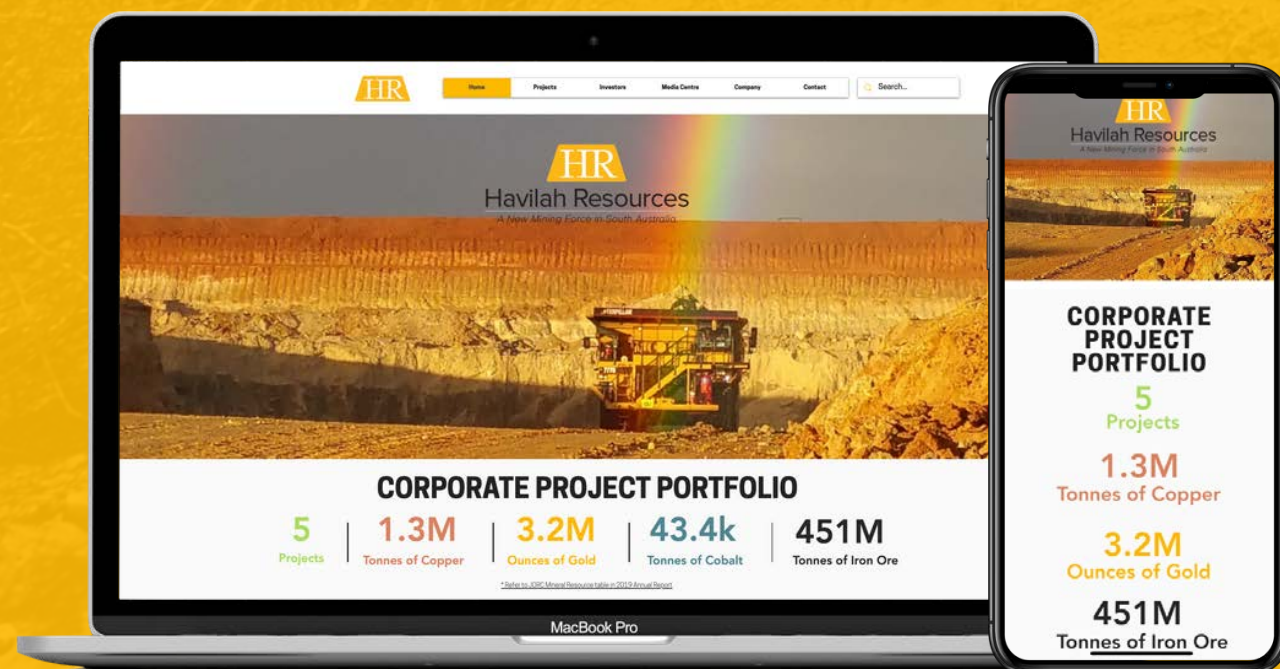 HR
Home Projects Investors Media Centre Company Contact Search...
HR
Havilah Resources
A New Mining Force in South Australia
CATERPILLAR
CORPORATE PROJECT PORTFOLIO
5 1.3M 3.2M 43.4k 451M
Projects Tonnes of Copper Ounces of Gold Tonnes of Cobalt Tonnes of Iron Ore
* Refer to JORC Mineral Resource table in 2019 Annual Report
MacBook Pro
HR
Havilah Resources
A New Mining Force in South Australia
CORPORATE
PROJECT
PORTFOLIO
5
Projects
1.3M
Tonnes of Copper
3.2M
Ounces of Gold
451M
Tonnes of Iron Ore